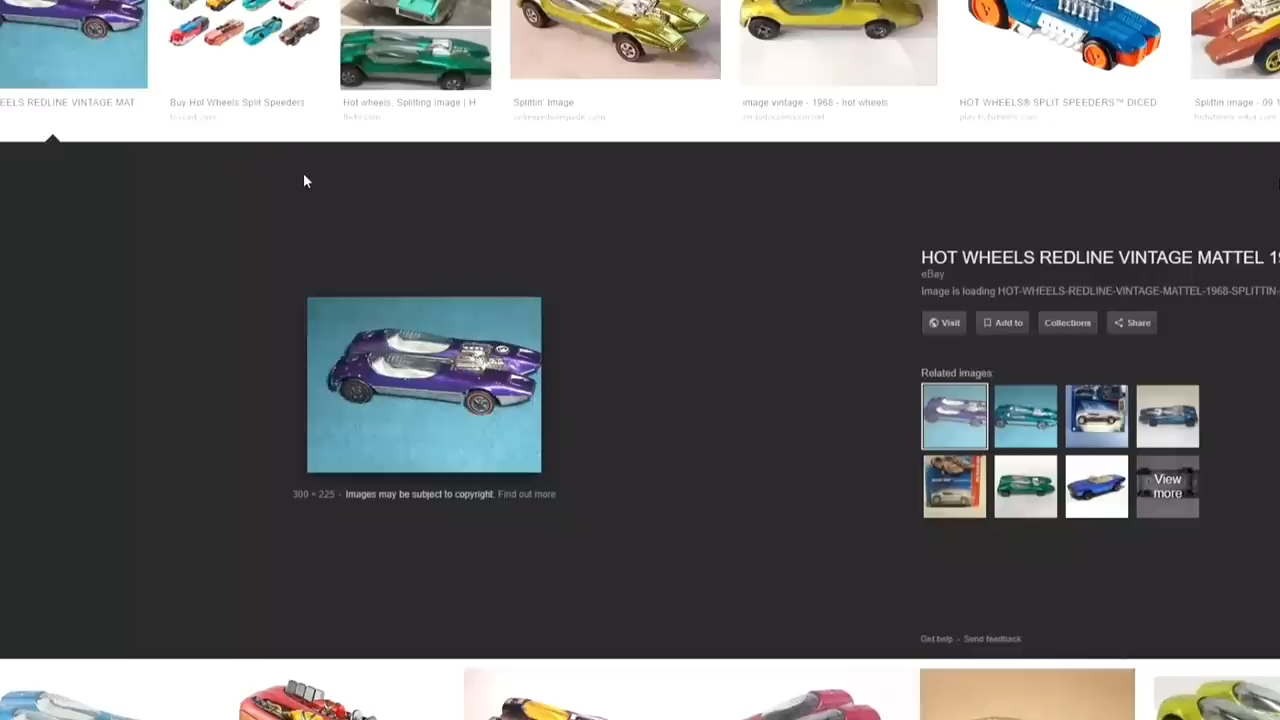 EELS REDLINE VINTAGE MAT
Buy Hot Wheels Split Speeders
Hot wheels, Splitting Image | H
Splittin' Image
image vintage - 1968 - hot wheels
HOT WHEELS® SPLIT SPEEDERS™ DICED
Splittin image - 09 1
HOT WHEELS REDLINE VINTAGE MATTEL 19
eBay
Image is loading HOT-WHEELS-REDLINE-VINTAGE-MATTEL-1968-SPLITTIN-
Visit
Add to
Collections
Share
Related images:
View
more
300 × 225 - Images may be subject to copyright. Find out more
Get help - Send feedback